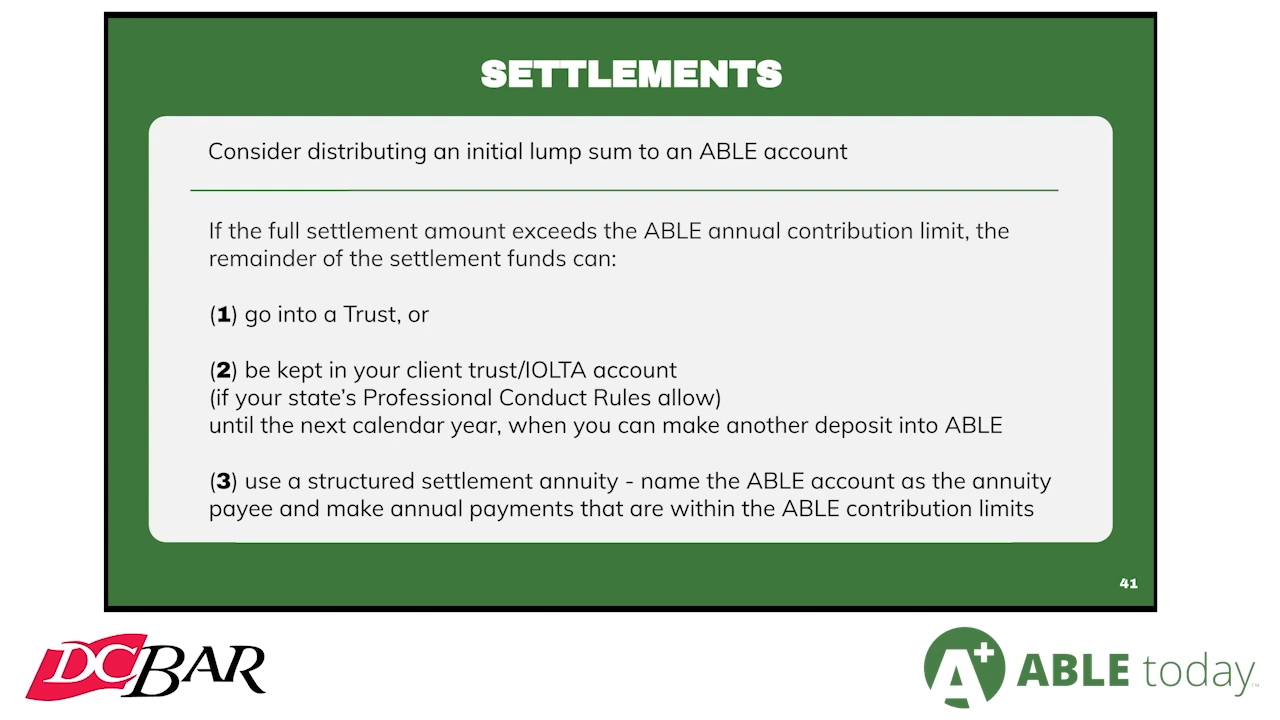 SETTLEMENTS
Consider distributing an initial lump sum to an ABLE account
If the full settlement amount exceeds the ABLE annual contribution limit, the
remainder of the settlement funds can:
(1) go into a Trust, or
(2) be kept in your client trust/IOLTA account
(if your state's Professional Conduct Rules allow)
until the next calendar year, when you can make another deposit into ABLE
(3) use a structured settlement annuity - name the ABLE account as the annuity
payee and make annual payments that are within the ABLE contribution limits
41
DC BAR
A+ ABLE today™